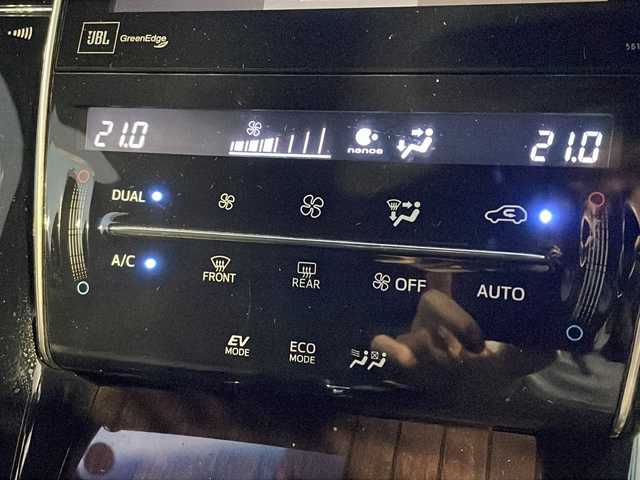 JBL GreenEdge
21.0 nanoe 21.0
DUAL
A/C FRONT REAR OFF AUTO
EV MODE
ECO MODE